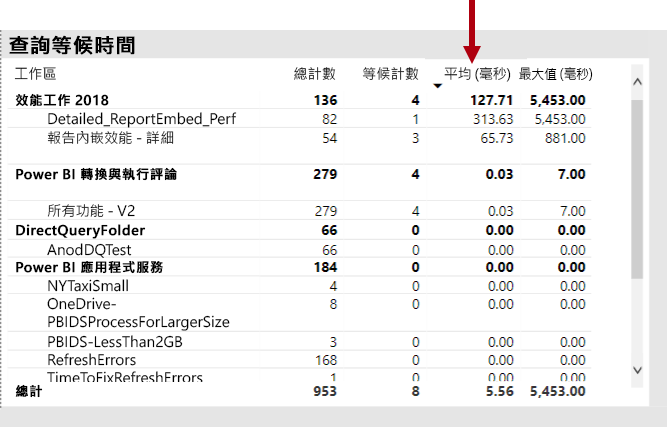 查詢等候時間
工作區 總計數 等候計數 平均 (毫秒) 最大值 (毫秒)
效能工作 2018 136 4 127.71 5,453.00
Detailed_ReportEmbed_Perf 82 1 313.63 5,453.00
報告內嵌效能 - 詳細 54 3 65.73 881.00
Power BI 轉換與執行評論 279 4 0.03 7.00
所有功能 - V2 279 4 0.03 7.00
DirectQueryFolder 66 0 0.00 0.00
AnodDQTest 66 0 0.00 0.00
Power BI 應用程式服務 184 0 0.00 0.00
NYTaxiSmall 4 0 0.00 0.00
OneDrive- 8 0 0.00 0.00
PBIDSProcessForLargerSize
PBIDS-LessThan2GB 3 0 0.00 0.00
RefreshErrors 168 0 0.00 0.00
TimeToFixRefreshErrors 1 0 0.00 0.00
總計 953 8 5.56 5,453.00